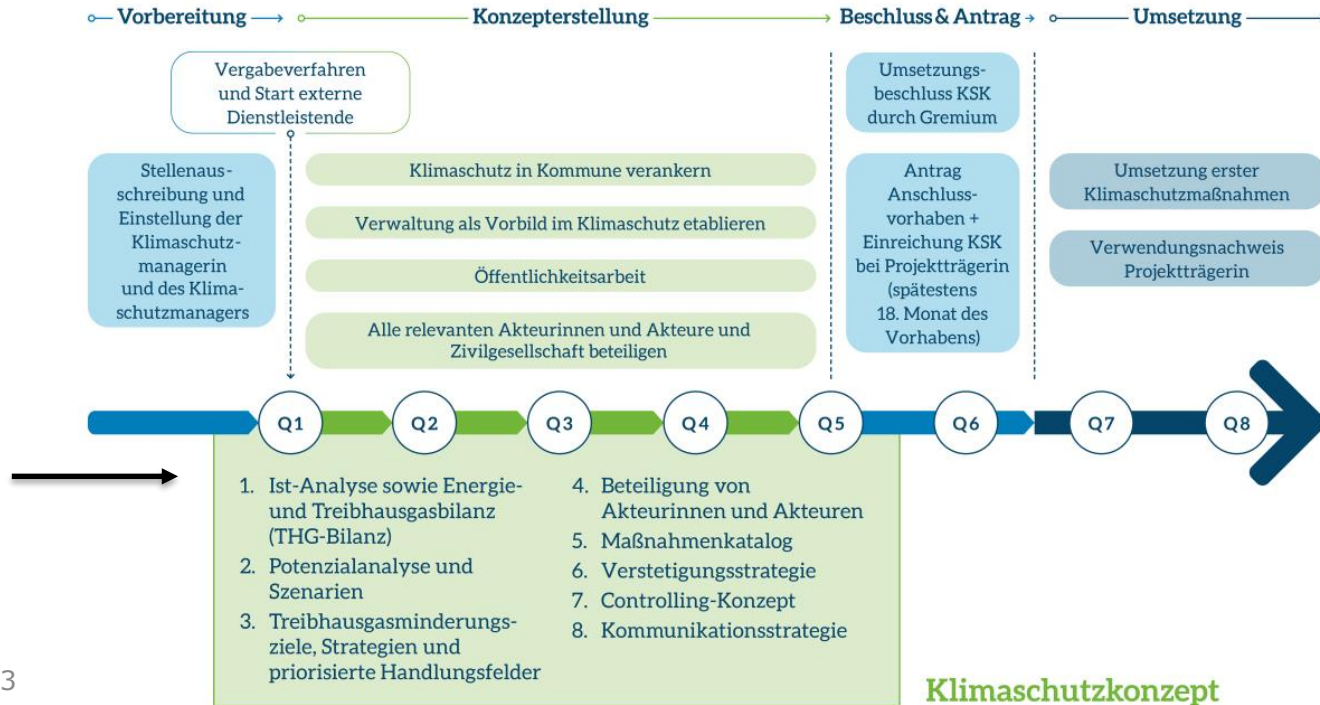 Vorbereitung
Konzepterstellung
Beschluss & Antrag
Umsetzung
Vergabeverfahren
und Start externe
Dienstleistende
Stellenaus-
schreibung und
Einstellung der
Klimaschutz-
managerin
und des Klima-
schutzmanagers
Klimaschutz in Kommune verankern
Verwaltung als Vorbild im Klimaschutz etablieren
Öffentlichkeitsarbeit
Alle relevanten Akteurinnen und Akteure und
Zivilgesellschaft beteiligen
Umsetzungs-
beschluss KSK
durch Gremium
Antrag
Anschluss-
vorhaben +
Einreichung KSK
bei Projektträgerin
(spätestens
18. Monat des
Vorhabens)
Umsetzung erster
Klimaschutzmaßnahmen
Verwendungsnachweis
Projektträgerin
Q1
Q2
Q3
Q4
Q5
Q6
Q7
Q8
1. Ist-Analyse sowie Energie-
und Treibhausgasbilanz
(THG-Bilanz)
2. Potenzialanalyse und
Szenarien
3. Treibhausgasminderungs-
ziele, Strategien und
priorisierte Handlungsfelder
4. Beteiligung von
Akteurinnen und Akteuren
5. Maßnahmenkatalog
6. Verstetigungsstrategie
7. Controlling-Konzept
8. Kommunikationsstrategie
3
Klimaschutzkonzept